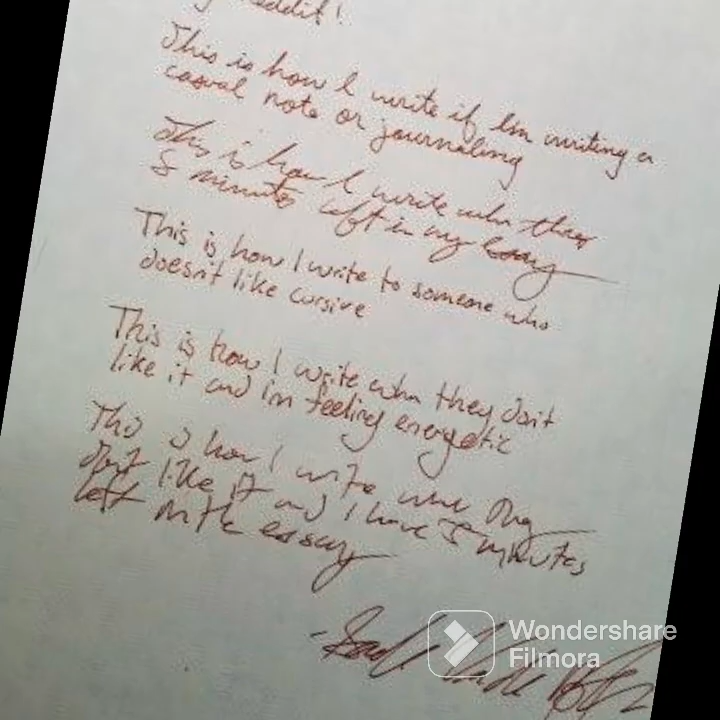 reddit!
This is how I write if Im writing a
casual note or journaling
This is how I write when theres
5 minutes left in my essay
This is how I write to someone who
doesn't like cursive
This is how I write when they don't
like it and I'm feeling energetic
This is how I write when they
don't like it and I have 5 minutes
left in the essay
Wondershare
Filmora